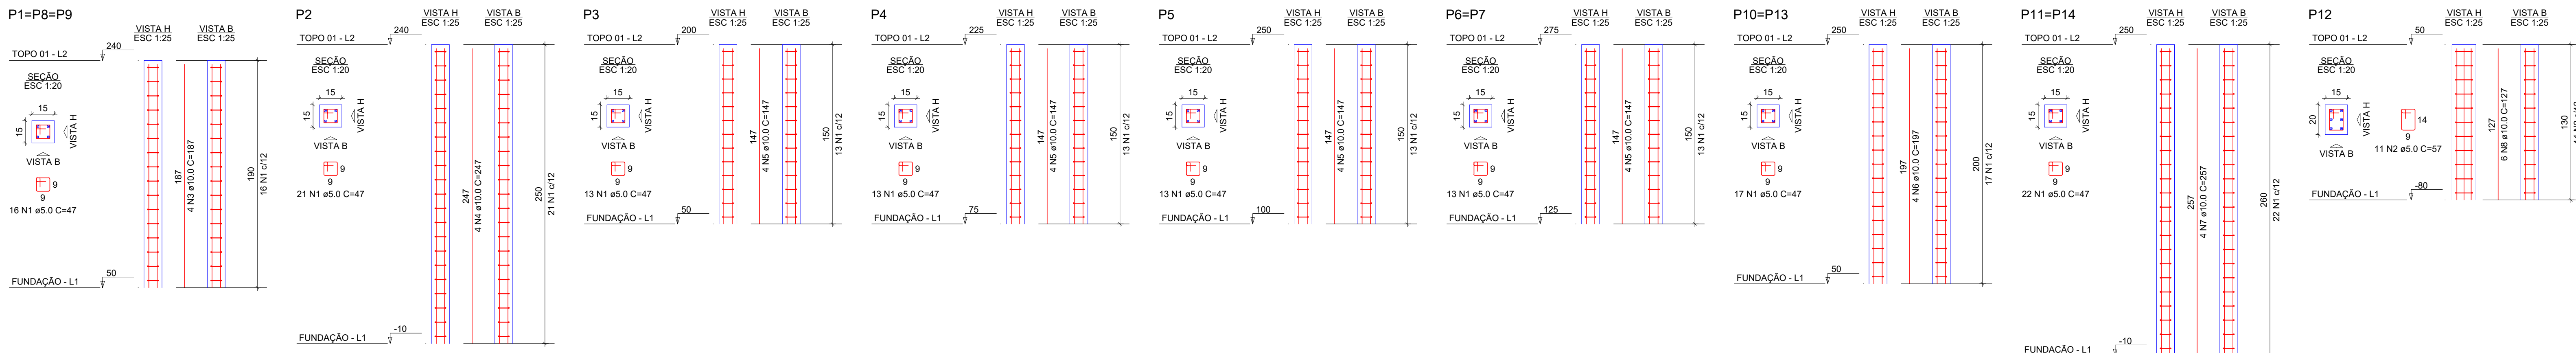 P1=P8=P9
VISTA H
ESC 1:25
VISTA B
ESC 1:25
TOPO 01 - L2
240
SEÇÃO
ESC 1:20
15
15
VISTA H
VISTA B
9
9
16 N1 ø5.0 C=47
FUNDAÇÃO - L1
50
187
4 N3 ø10.0 C=187
190
16 N1 c/12
P2
VISTA H
ESC 1:25
VISTA B
ESC 1:25
TOPO 01 - L2
240
SEÇÃO
ESC 1:20
15
15
VISTA H
VISTA B
9
9
21 N1 ø5.0 C=47
FUNDAÇÃO - L1
-10
247
4 N4 ø10.0 C=247
250
21 N1 c/12
P3
VISTA H
ESC 1:25
VISTA B
ESC 1:25
TOPO 01 - L2
200
SEÇÃO
ESC 1:20
15
15
VISTA H
VISTA B
9
9
13 N1 ø5.0 C=47
FUNDAÇÃO - L1
50
147
4 N5 ø10.0 C=147
150
13 N1 c/12
P4
VISTA H
ESC 1:25
VISTA B
ESC 1:25
TOPO 01 - L2
225
SEÇÃO
ESC 1:20
15
15
VISTA H
VISTA B
9
9
13 N1 ø5.0 C=47
FUNDAÇÃO - L1
75
147
4 N5 ø10.0 C=147
150
13 N1 c/12
P5
VISTA H
ESC 1:25
VISTA B
ESC 1:25
TOPO 01 - L2
250
SEÇÃO
ESC 1:20
15
15
VISTA H
VISTA B
9
9
13 N1 ø5.0 C=47
FUNDAÇÃO - L1
100
147
4 N5 ø10.0 C=147
150
13 N1 c/12
P6=P7
VISTA H
ESC 1:25
VISTA B
ESC 1:25
TOPO 01 - L2
275
SEÇÃO
ESC 1:20
15
15
VISTA H
VISTA B
9
9
13 N1 ø5.0 C=47
FUNDAÇÃO - L1
125
147
4 N5 ø10.0 C=147
150
13 N1 c/12
P10=P13
VISTA H
ESC 1:25
VISTA B
ESC 1:25
TOPO 01 - L2
250
SEÇÃO
ESC 1:20
15
15
VISTA H
VISTA B
9
9
17 N1 ø5.0 C=47
FUNDAÇÃO - L1
50
197
4 N6 ø10.0 C=197
200
17 N1 c/12
P11=P14
VISTA H
ESC 1:25
VISTA B
ESC 1:25
TOPO 01 - L2
250
SEÇÃO
ESC 1:20
15
15
VISTA H
VISTA B
9
9
22 N1 ø5.0 C=47
FUNDAÇÃO - L1
-10
257
4 N7 ø10.0 C=257
260
22 N1 c/12
P12
VISTA H
ESC 1:25
VISTA B
ESC 1:25
TOPO 01 - L2
50
SEÇÃO
ESC 1:20
15
20
VISTA H
VISTA B
14
9
11 N2 ø5.0 C=57
FUNDAÇÃO - L1
-80
127
6 N8 ø10.0 C=127
130